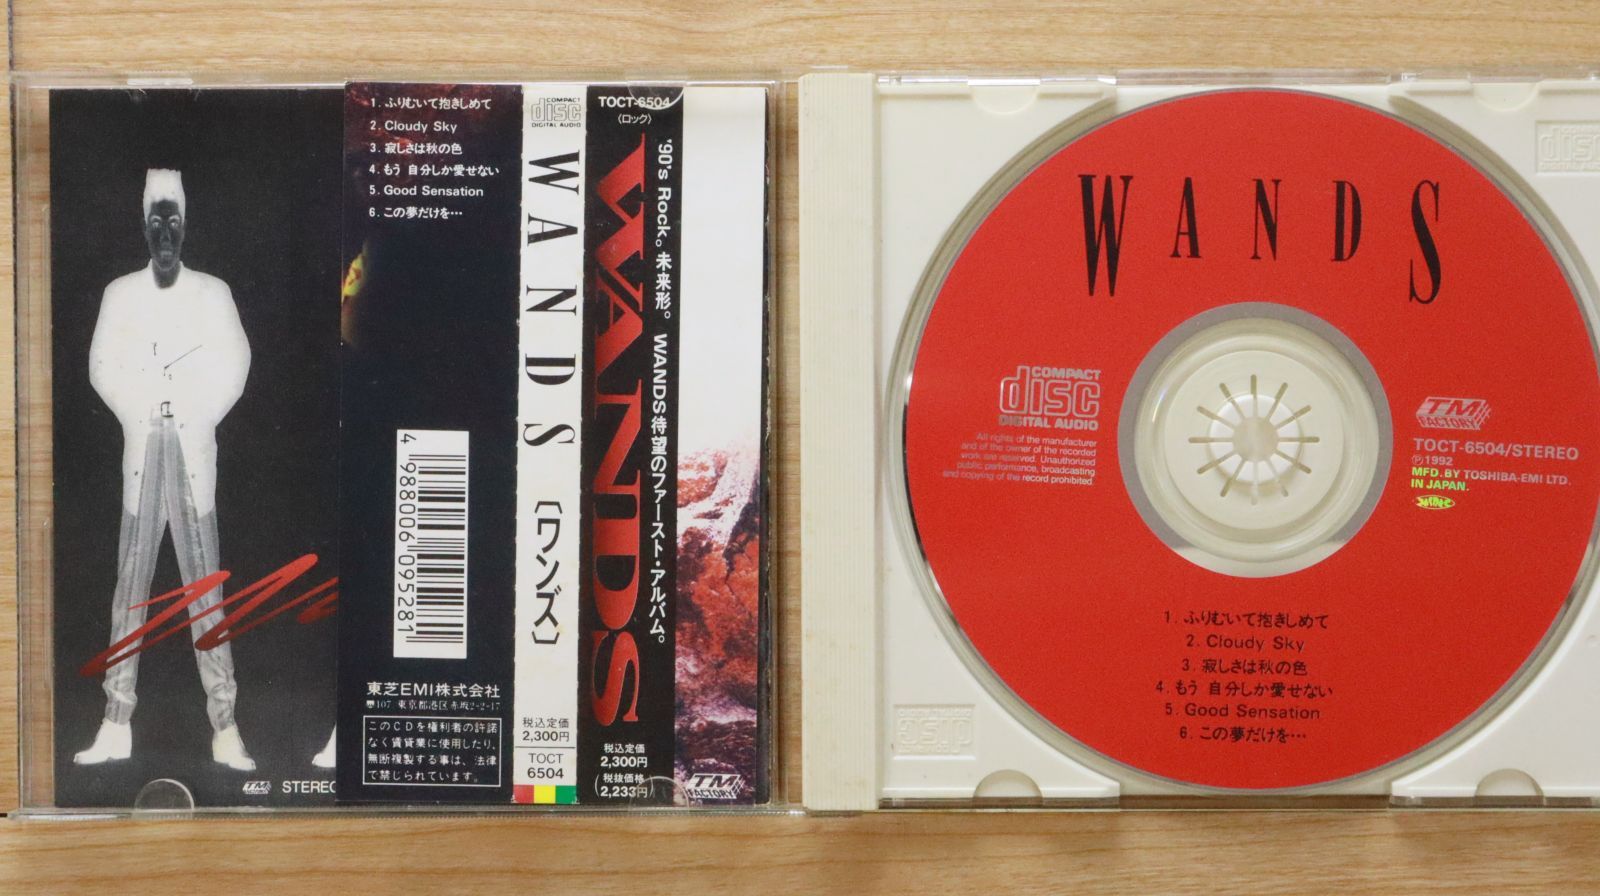 1. ふりむいて抱きしめて
2. Cloudy Sky
3. 寂しさは秋の色
4. もう 自分しか愛せない
5. Good Sensation
6. この夢だけを…
4 988006 095281
東芝EMI株式会社
〒107 東京都港区赤坂2-2-17
このCDを権利者の許諾
なく賃貸業に使用したり、
無断複製する事は、法律
で禁じられています。
TM
STEREO
COMPACT
disc
DIGITAL AUDIO
WANDS
〔ワンズ〕
税込定価
2,300円
TOCT
6504
TOCT-6504
〈ロック〉
'90's Rock。未来形。 WANDS待望のファースト・アルバム。
WANDS
税込定価
2,300円
(税抜価格
2,233円)
TM
FACTORY
WANDS
COMPACT
disc
DIGITAL AUDIO
All rights of the manufacturer
and of the owner of the recorded
work are reserved. Unauthorized
public performance, broadcasting
and copying of the record prohibited.
TM
FACTORY
TOCT-6504/STEREO
℗1992
MFD. BY TOSHIBA-EMI LTD.
IN JAPAN.
1. ふりむいて抱きしめて
2. Cloudy Sky
3. 寂しさは秋の色
4. もう 自分しか愛せない
5. Good Sensation
6. この夢だけを…